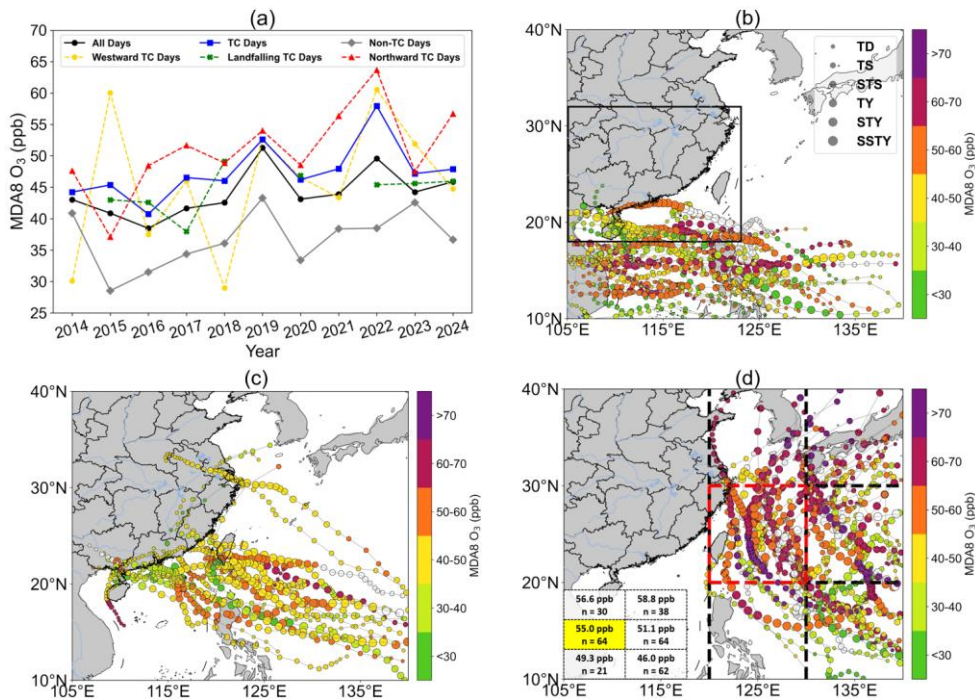 (a)
MDA8 O3 (ppb)
70
65
60
55
50
45
40
35
30
25
All Days
TC Days
Non-TC Days
Westward TC Days
Landfalling TC Days
Northward TC Days
2014 2015 2016 2017 2018 2019 2020 2021 2022 2023 2024
Year
(b)
40°N
30°N
20°N
10°N
105°E 115°E 125°E 135°E
TD
TS
STS
TY
STY
SSTY
>70
60-70
50-60
40-50
30-40
<30
MDA8 O3 (ppb)
(c)
40°N
30°N
20°N
10°N
105°E 115°E 125°E 135°E
>70
60-70
50-60
40-50
30-40
<30
MDA8 O3 (ppb)
(d)
40°N
30°N
20°N
10°N
105°E 115°E 125°E 135°E
56.6 ppb 58.8 ppb
n = 30 n = 38
55.0 ppb 51.1 ppb
n = 64 n = 64
49.3 ppb 46.0 ppb
n = 21 n = 62
>70
60-70
50-60
40-50
30-40
<30
MDA8 O3 (ppb)